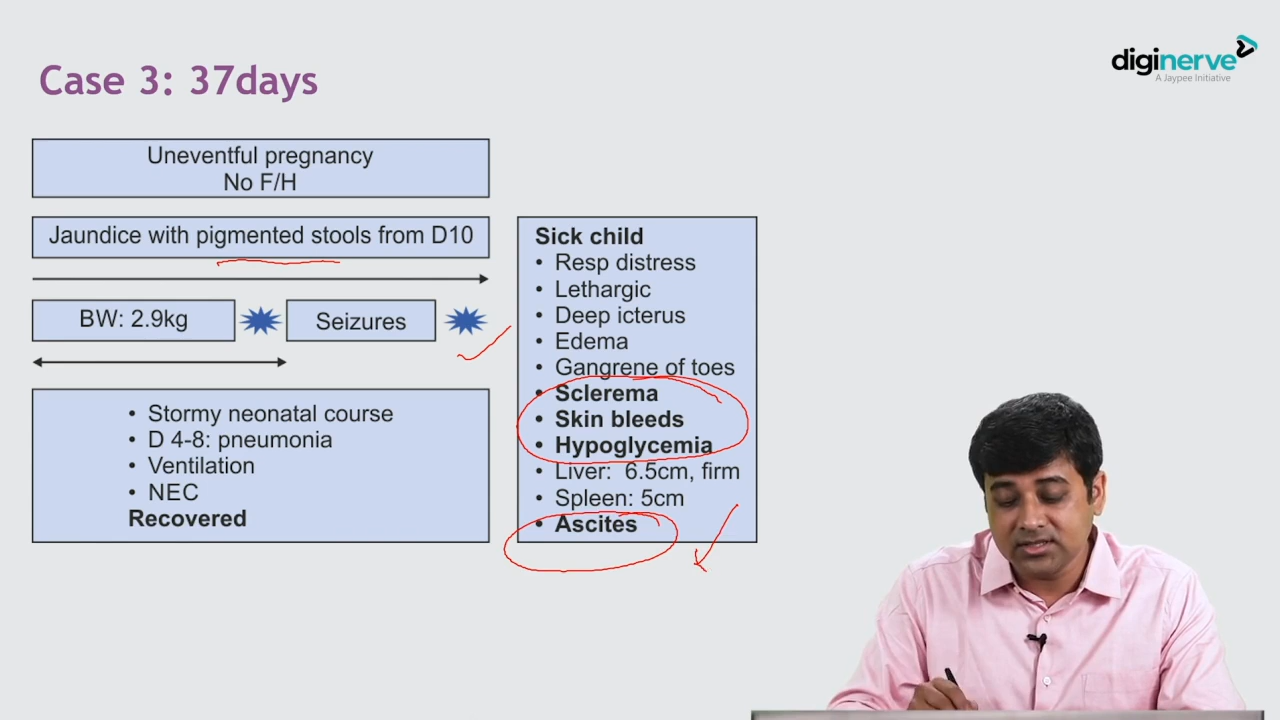 diginerve
A Jaypee Initiative
Case 3: 37days
Uneventful pregnancy
No F/H
Jaundice with pigmented stools from D10
BW: 2.9kg
Seizures
• Stormy neonatal course
• D 4-8: pneumonia
• Ventilation
• NEC
Recovered
Sick child
• Resp distress
• Lethargic
• Deep icterus
• Edema
• Gangrene of toes
• Sclerema
• Skin bleeds
• Hypoglycemia
• Liver: 6.5cm, firm
• Spleen: 5cm
• Ascites